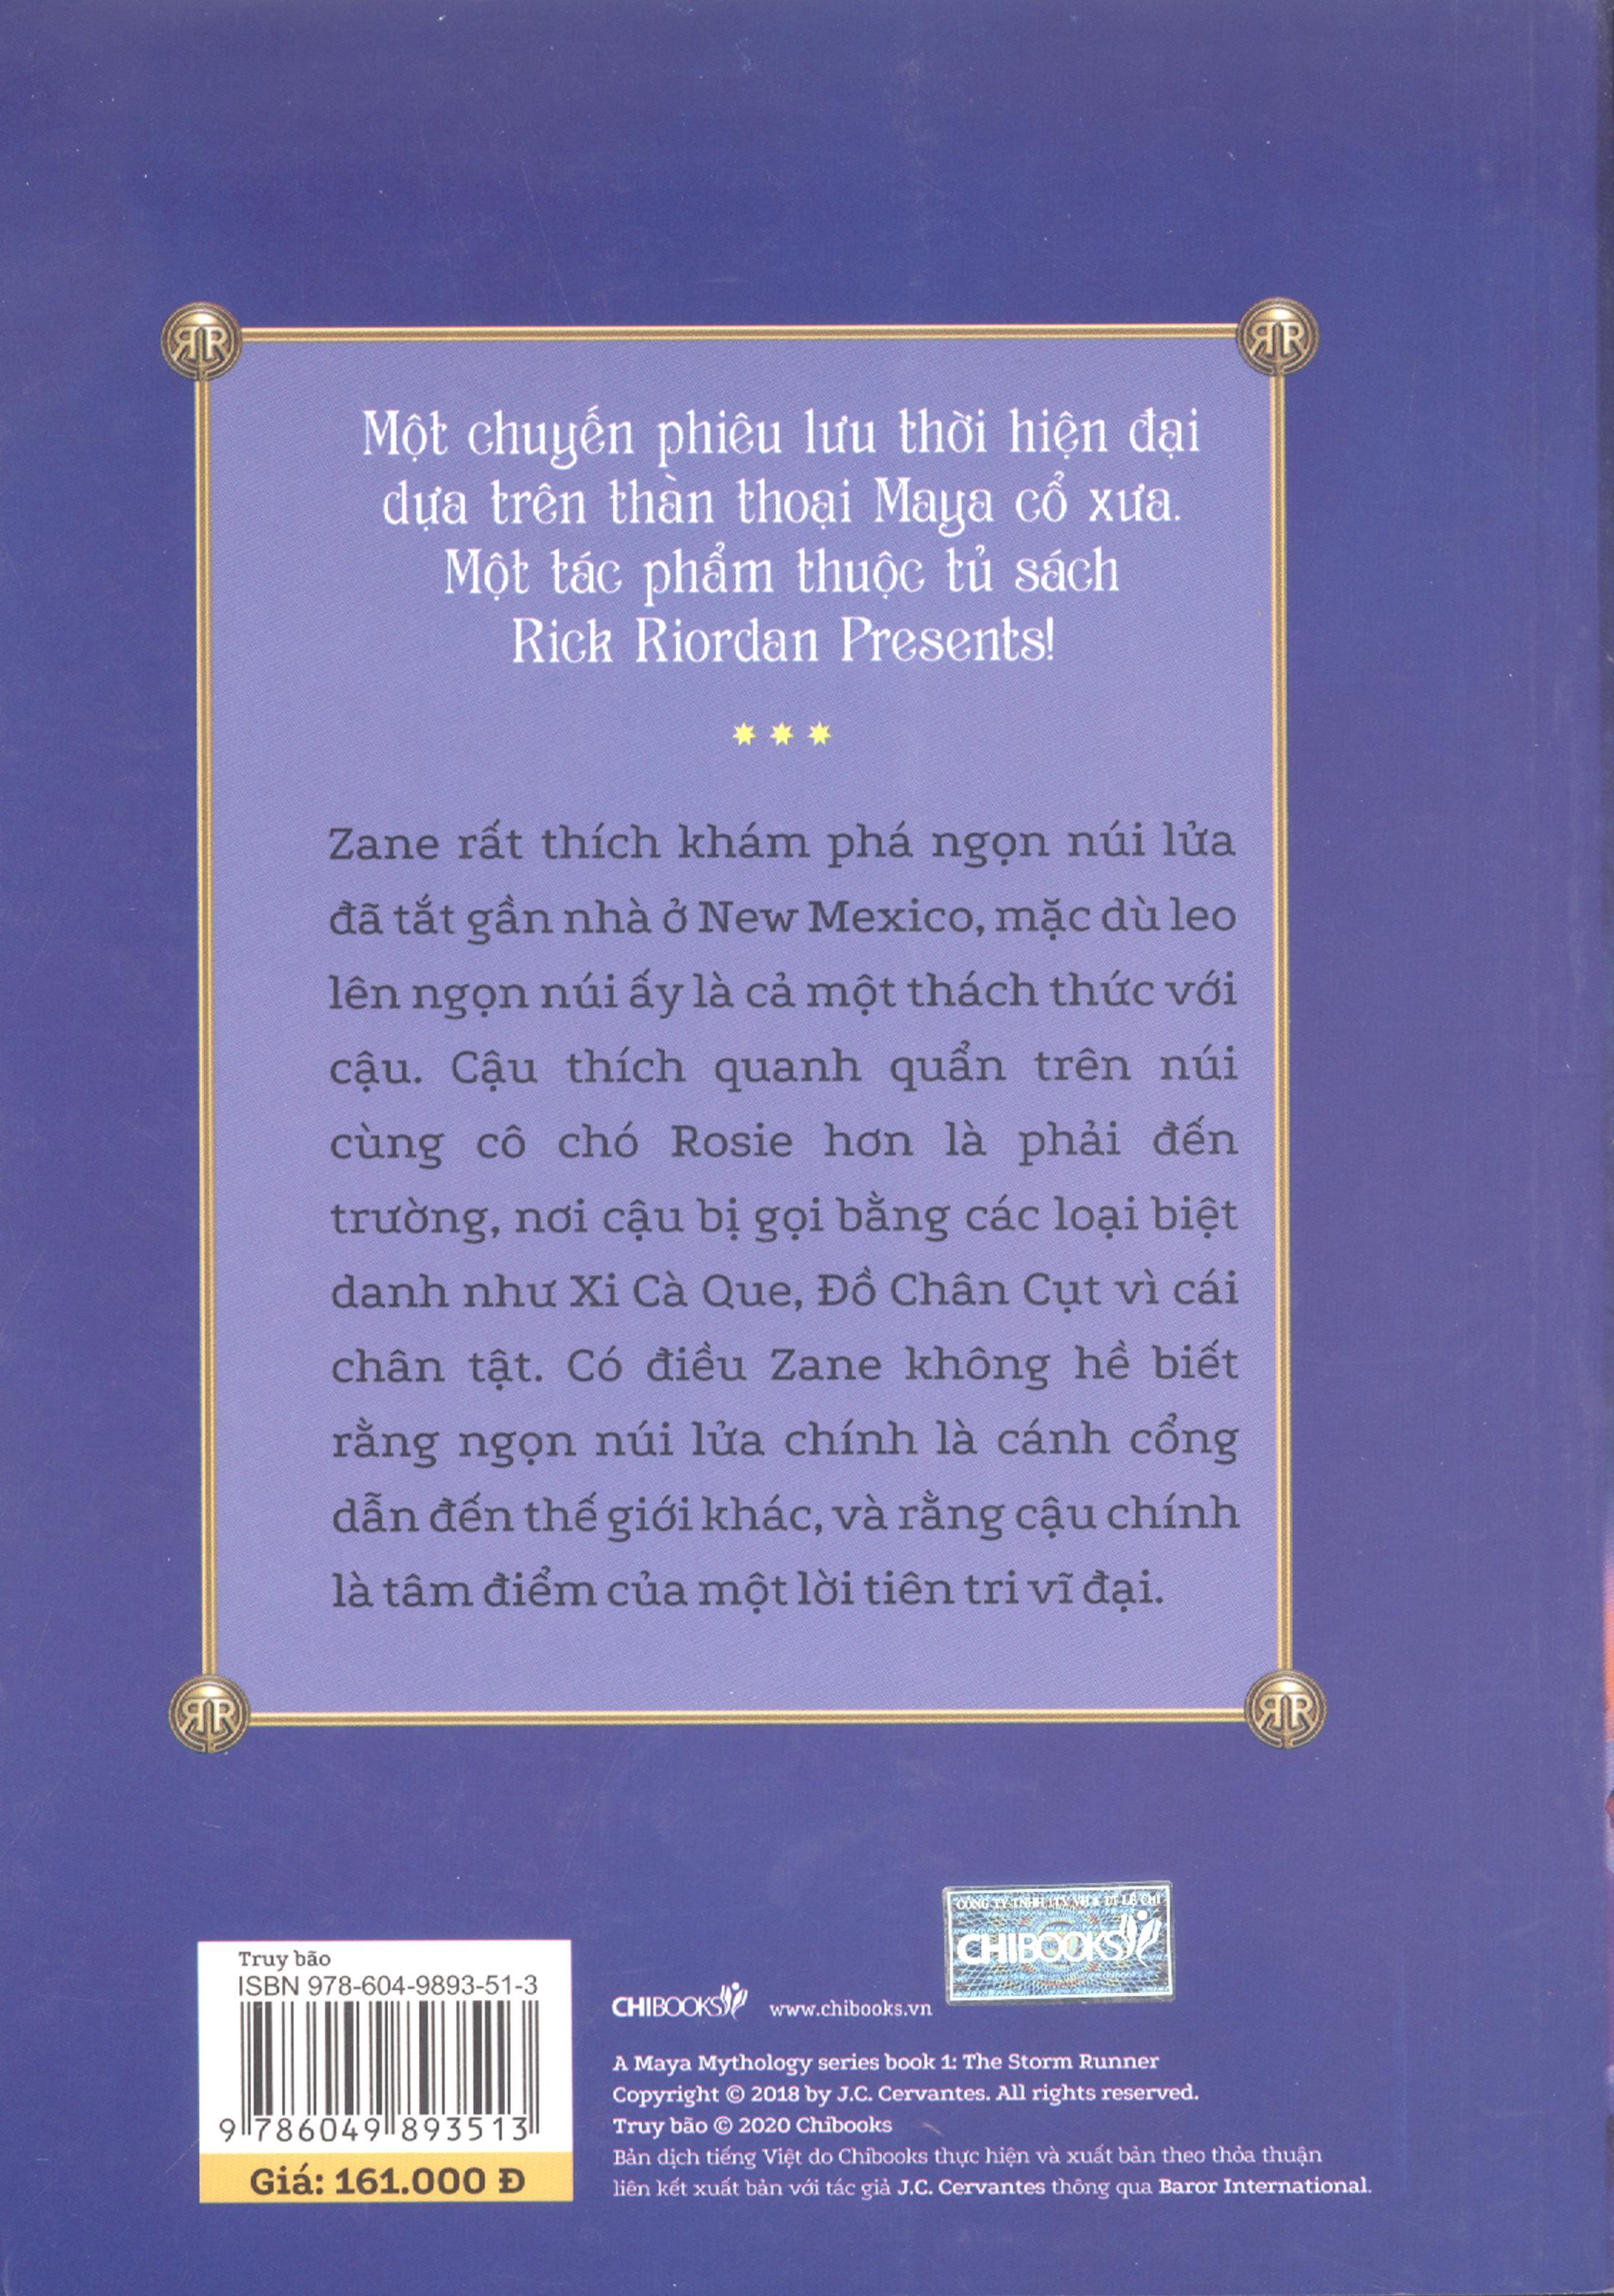 Một chuyến phiêu lưu thời hiện đại
dựa trên thần thoại Maya cổ xưa.
Một tác phẩm thuộc tủ sách
Rick Riordan Presents!
Zane rất thích khám phá ngọn núi lửa
đã tắt gần nhà ở New Mexico, mặc dù leo
lên ngọn núi ấy là cả một thách thức với
cậu. Cậu thích quanh quẩn trên núi
cùng cô chó Rosie hơn là phải đến
trường, nơi cậu bị gọi bằng các loại biệt
danh như Xi Cà Que, Đồ Chân Cụt vì cái
chân tật. Có điều Zane không hề biết
rằng ngọn núi lửa chính là cánh cổng
dẫn đến thế giới khác, và rằng cậu chính
là tâm điểm của một lời tiên tri vĩ đại.
Truy bão
ISBN 978-604-9893-51-3
9 786049 893513
Giá: 161.000 Đ
CÔNG TY TNHH LÊ CHI
CHIBOOKS
CHIBOOKS www.chibooks.vn
A Maya Mythology series book 1: The Storm Runner
Copyright © 2018 by J.C. Cervantes. All rights reserved.
Truy bão © 2020 Chibooks
Bản dịch tiếng Việt do Chibooks thực hiện và xuất bản theo thỏa thuận
liên kết xuất bản với tác giả J.C. Cervantes thông qua Baror International.